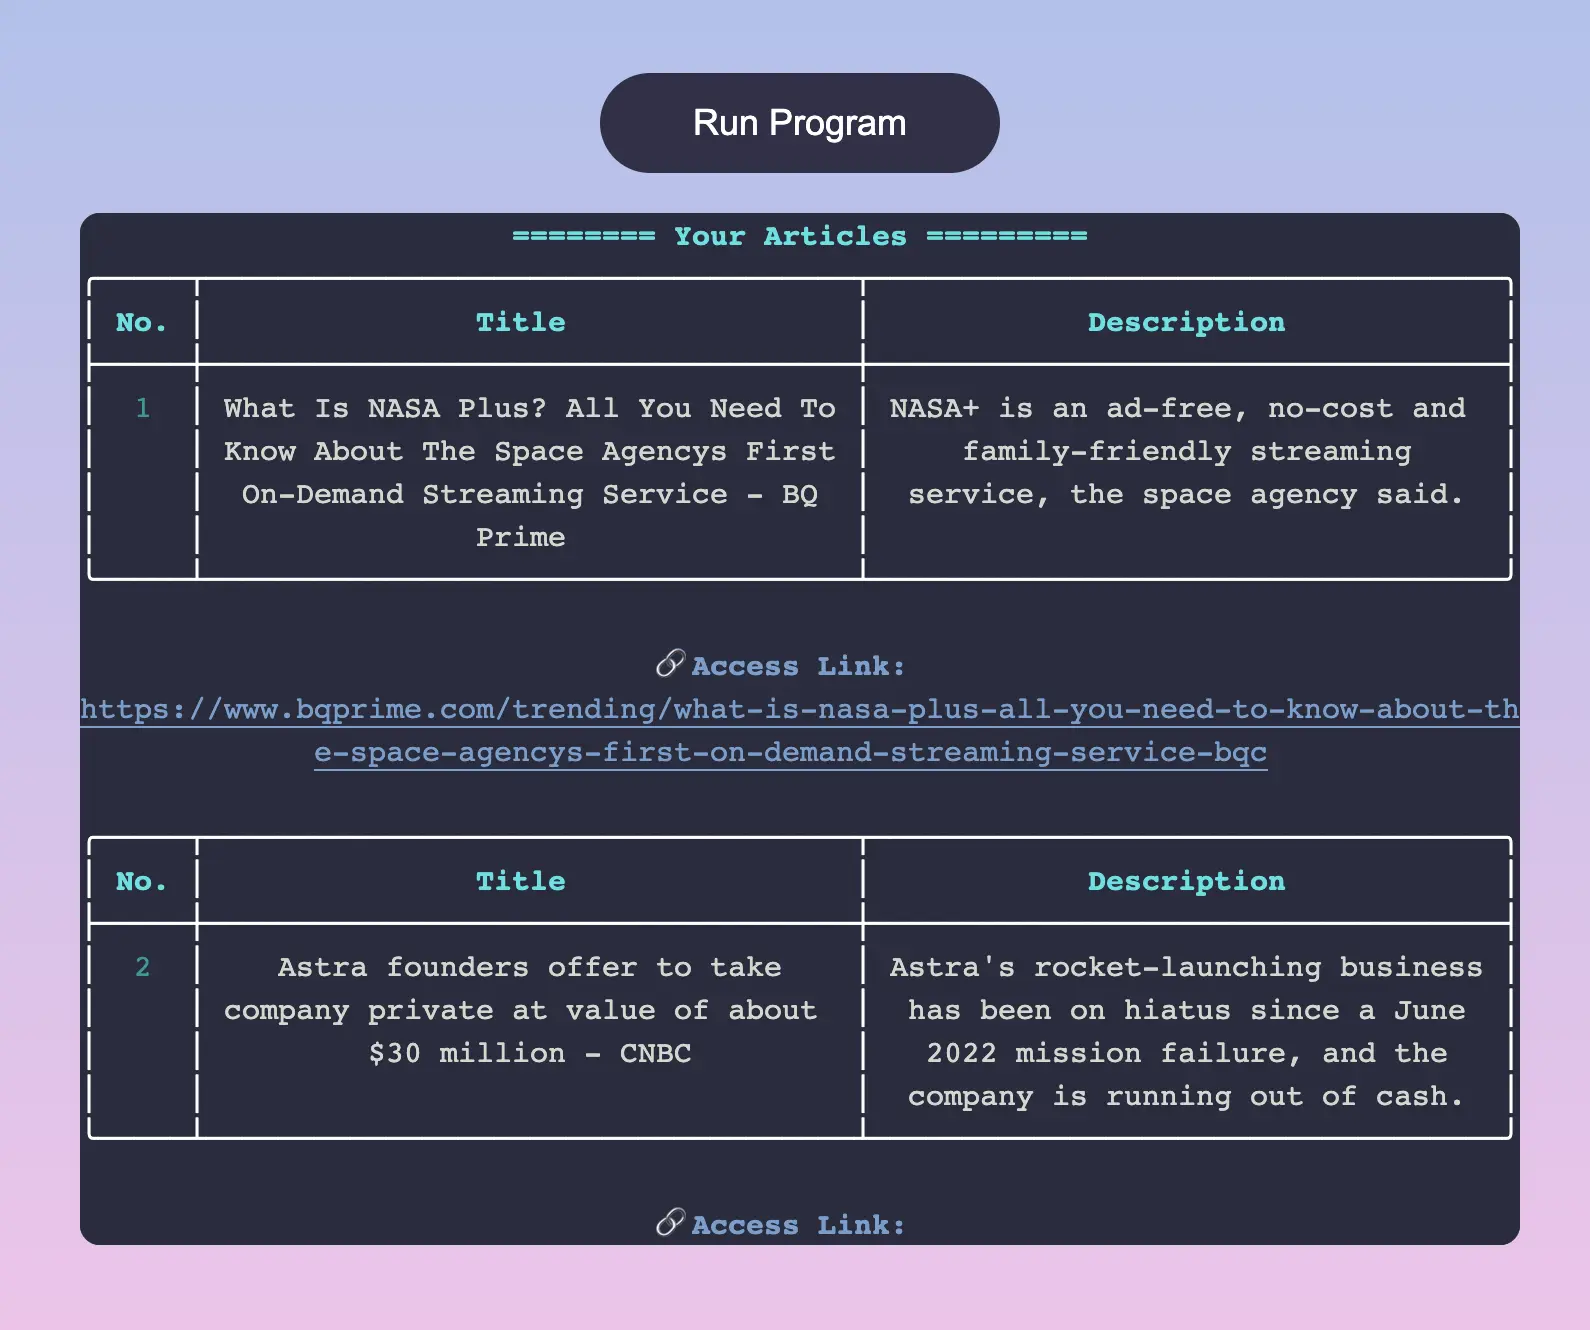 Run Program
======== Your Articles =========
No. Title Description
1 What Is NASA Plus? All You Need To NASA+ is an ad-free, no-cost and
Know About The Space Agencys First family-friendly streaming
On-Demand Streaming Service - BQ service, the space agency said.
Prime
🔗Access Link:
https://www.bqprime.com/trending/what-is-nasa-plus-all-you-need-to-know-about-th
e-space-agencys-first-on-demand-streaming-service-bqc
No. Title Description
2 Astra founders offer to take Astra's rocket-launching business
company private at value of about has been on hiatus since a June
$30 million - CNBC 2022 mission failure, and the
company is running out of cash.
🔗Access Link: